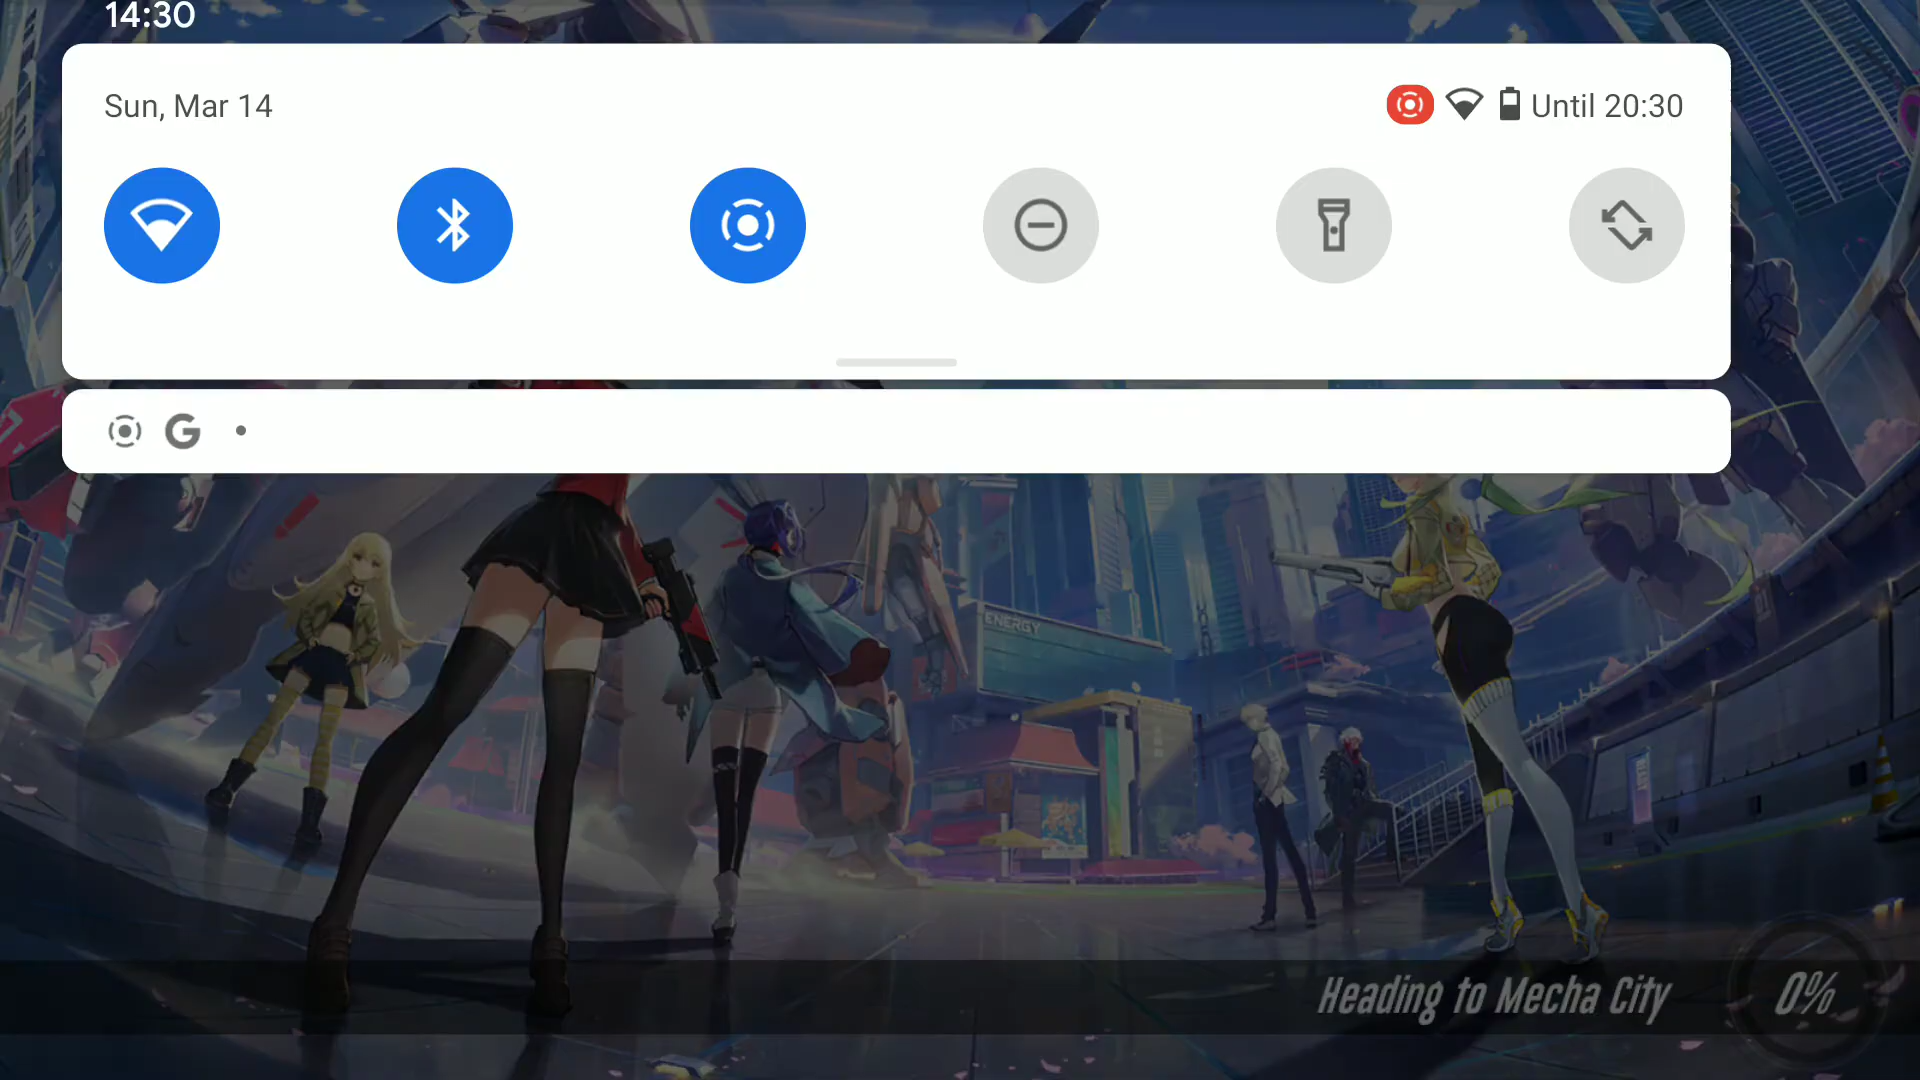 14:30
Sun, Mar 14
Until 20:30
G
ENERGY
Heading to Mecha City
0%